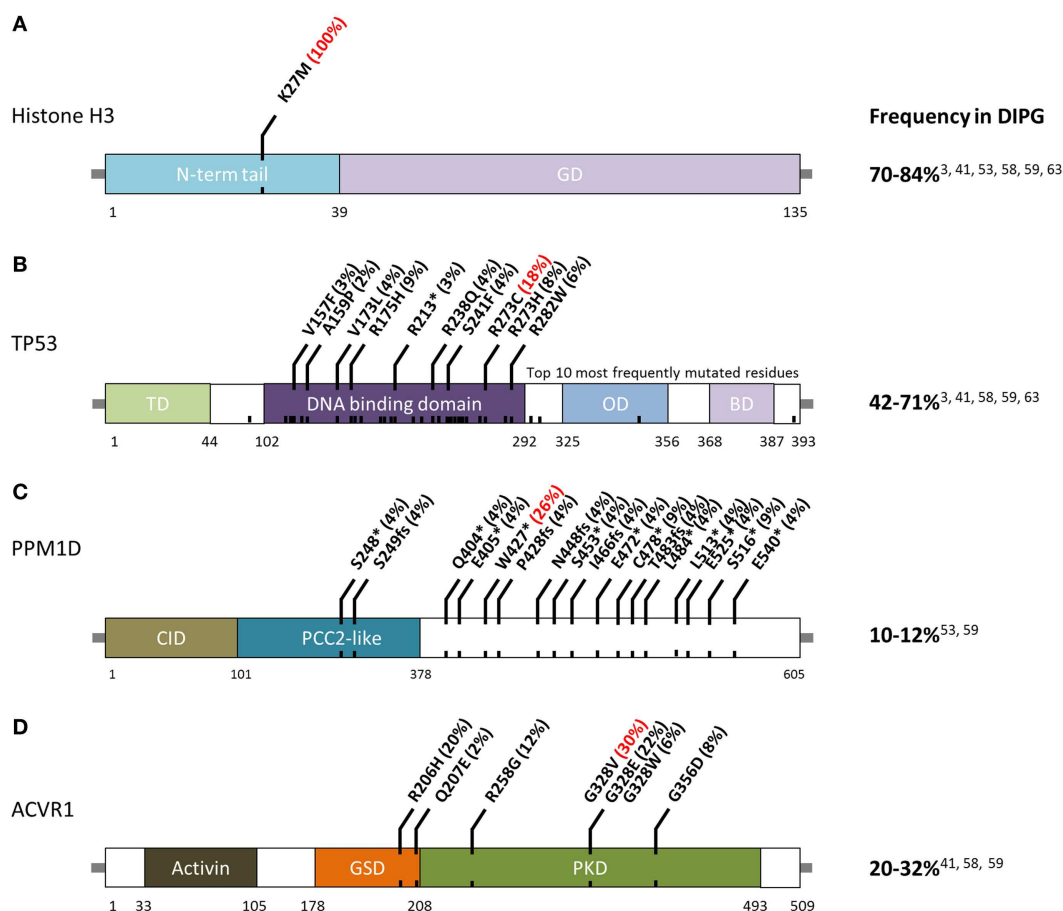 A
K27M (100%)
Histone H3
Frequency in DIPG
N-term tail
GD
70-84%3, 41, 53, 58, 59, 63
1
39
135
B
V157F (3%)
A159P (2%)
V173L (4%)
R175H (9%)
R213* (3%)
R238Q (4%)
S241F (4%)
R273C (18%)
R273H (8%)
R282W (6%)
TP53
Top 10 most frequently mutated residues
TD
DNA binding domain
OD
BD
42-71%3, 41, 58, 59, 63
1
44
102
292
325
356
368
387
393
C
S248* (4%)
S249fs (4%)
Q404* (4%)
E405* (4%)
W427* (26%)
P428fs (4%)
N448fs (4%)
S453* (4%)
I466fs (4%)
E472* (4%)
C478* (9%)
T483fs (4%)
L484* (4%)
L513* (4%)
E525* (4%)
S516* (9%)
E540* (4%)
PPM1D
CID
PCC2-like
10-12%53, 59
1
101
378
605
D
R206H (20%)
Q207E (2%)
R258G (12%)
G328V (30%)
G328E (22%)
G328W (6%)
G356D (8%)
ACVR1
Activin
GSD
PKD
20-32%41, 58, 59
1
33
105
178
208
493
509